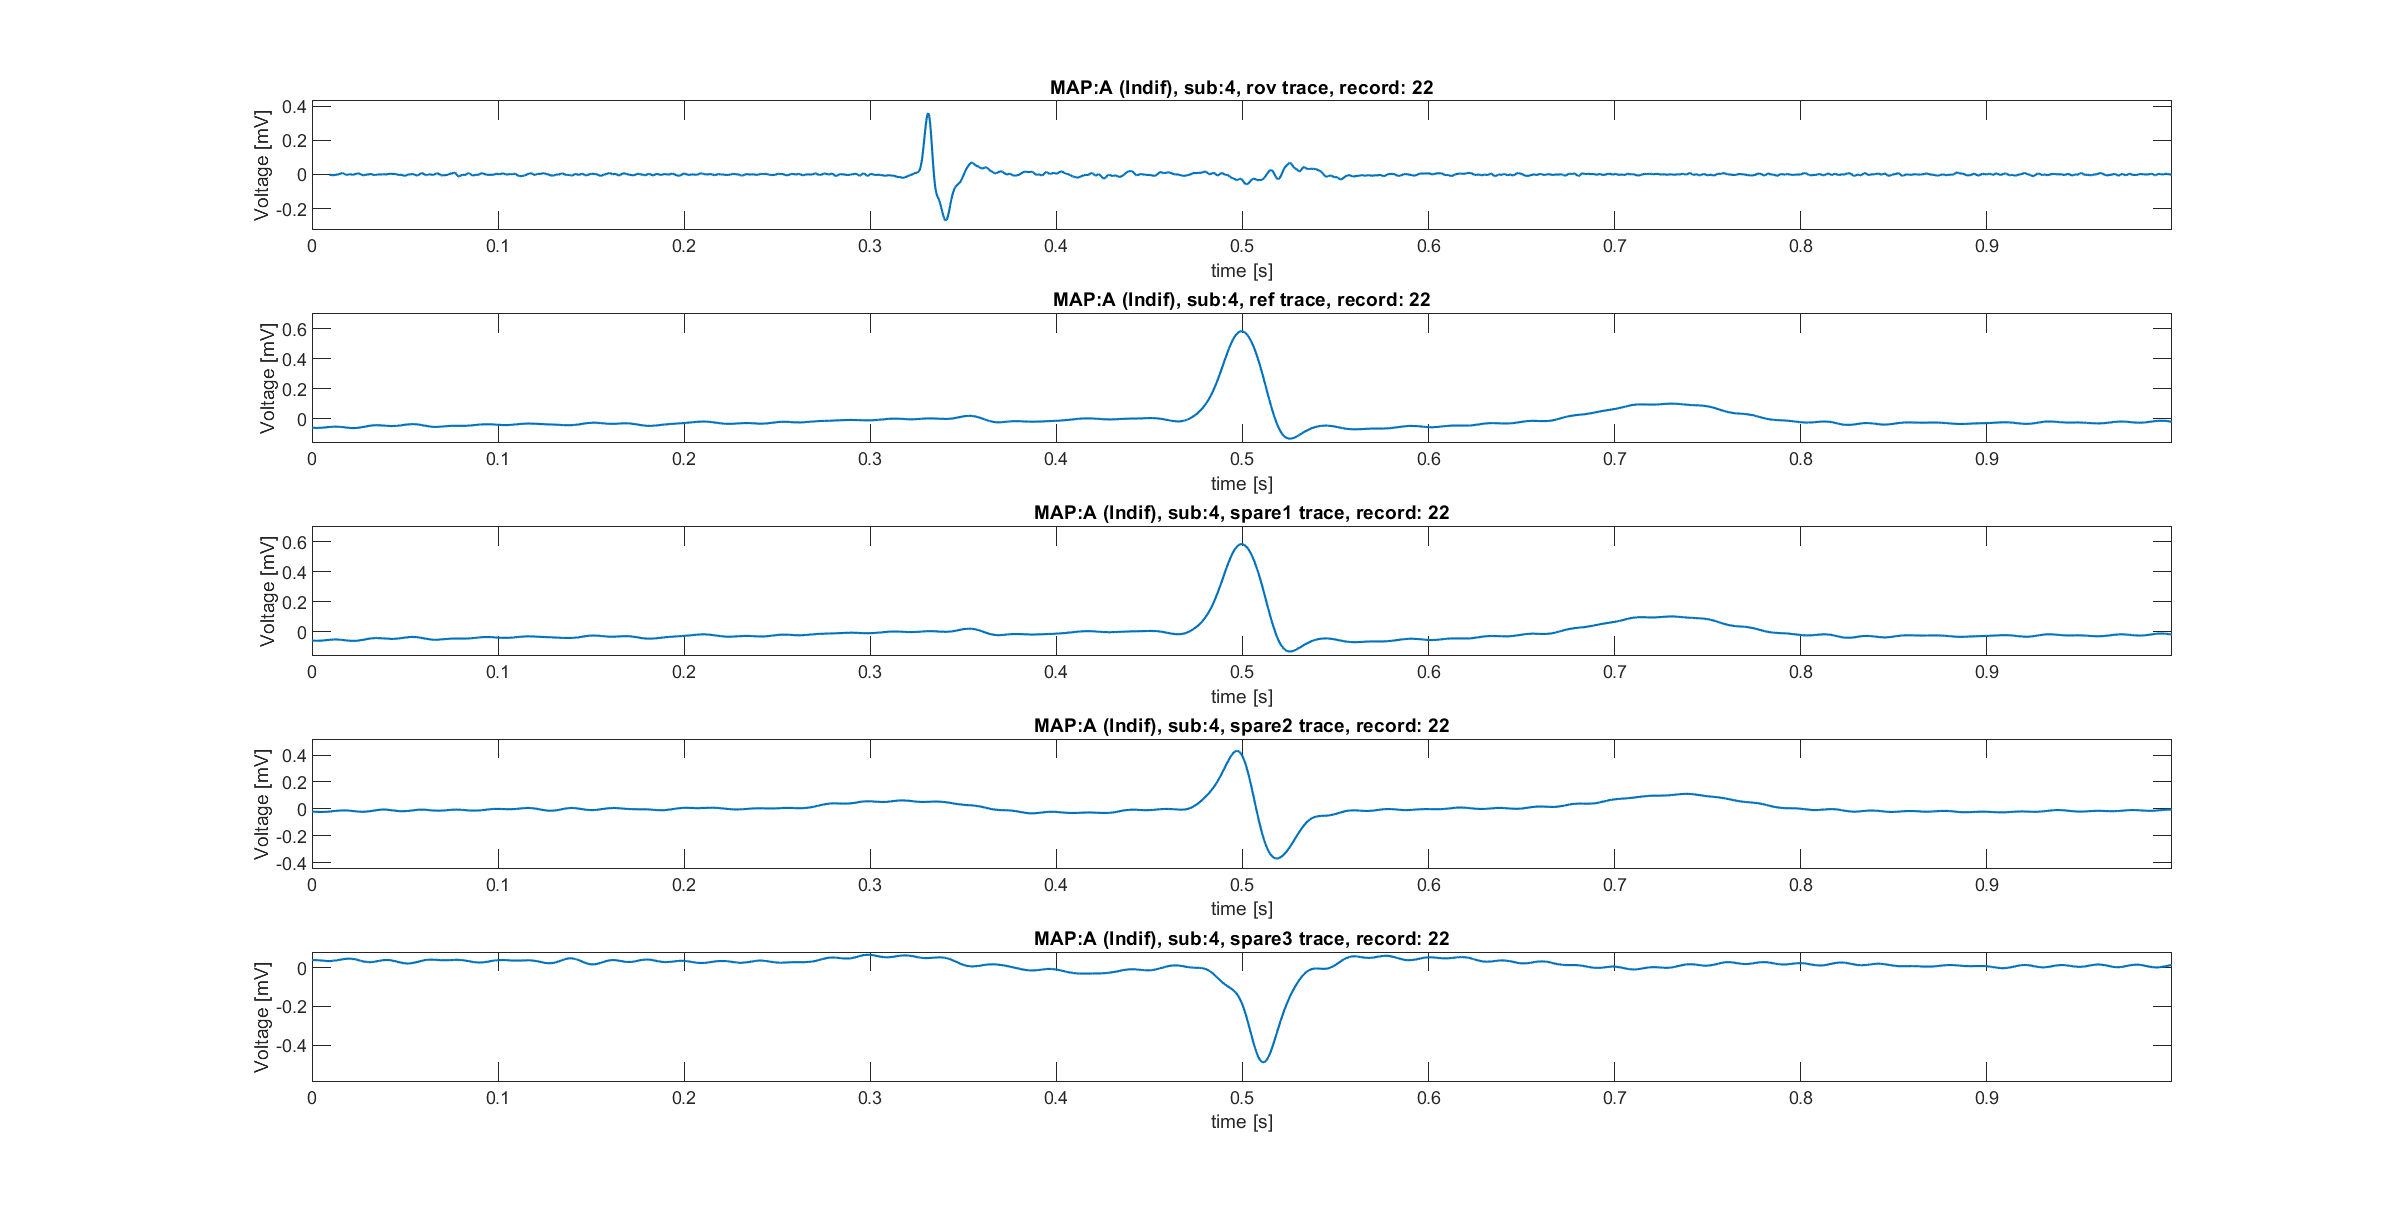 MAP:A (Indif), sub:4, rov trace, record: 22
Voltage [mV]
0.4
0.2
0
-0.2
0 0.1 0.2 0.3 0.4 0.5 0.6 0.7 0.8 0.9
time [s]
MAP:A (Indif), sub:4, ref trace, record: 22
Voltage [mV]
0.6
0.4
0.2
0
0 0.1 0.2 0.3 0.4 0.5 0.6 0.7 0.8 0.9
time [s]
MAP:A (Indif), sub:4, spare1 trace, record: 22
Voltage [mV]
0.6
0.4
0.2
0
0 0.1 0.2 0.3 0.4 0.5 0.6 0.7 0.8 0.9
time [s]
MAP:A (Indif), sub:4, spare2 trace, record: 22
Voltage [mV]
0.4
0.2
0
-0.2
-0.4
0 0.1 0.2 0.3 0.4 0.5 0.6 0.7 0.8 0.9
time [s]
MAP:A (Indif), sub:4, spare3 trace, record: 22
Voltage [mV]
0
-0.2
-0.4
0 0.1 0.2 0.3 0.4 0.5 0.6 0.7 0.8 0.9
time [s]